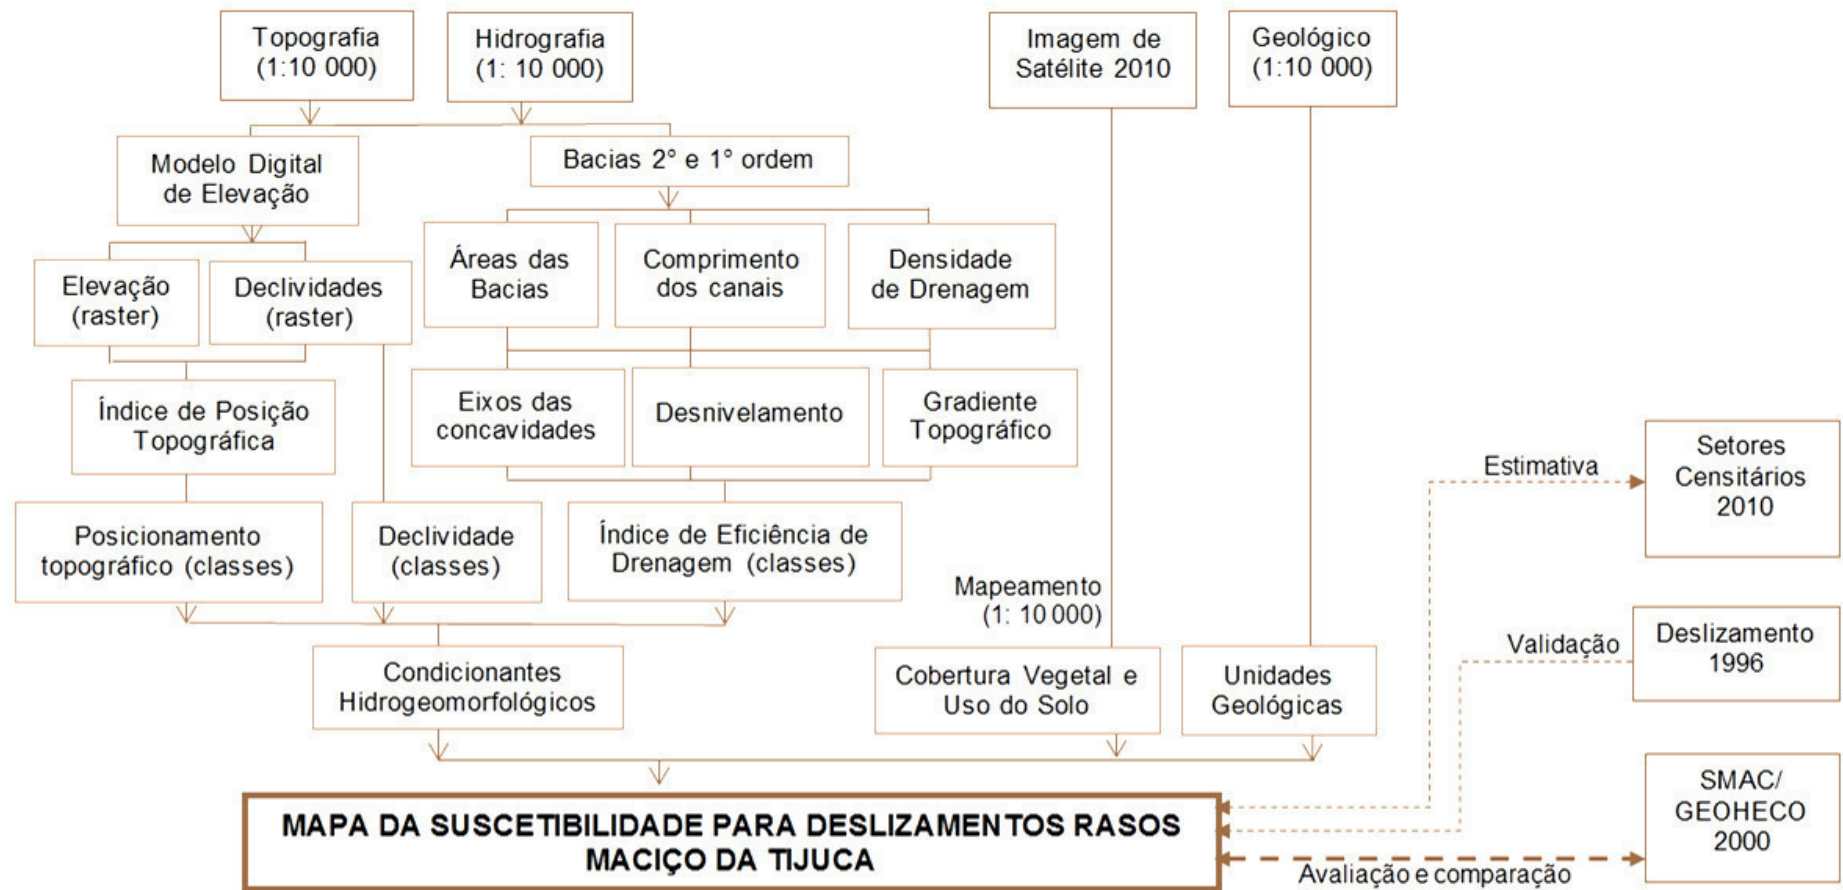 Topografia
(1:10 000)
Hidrografia
(1: 10 000)
Imagem de
Satélite 2010
Geológico
(1:10 000)
Modelo Digital
de Elevação
Bacias 2° e 1° ordem
Elevação
(raster)
Declividades
(raster)
Áreas das
Bacias
Comprimento
dos canais
Densidade
de Drenagem
Índice de Posição
Topográfica
Eixos das
concavidades
Desnivelamento
Gradiente
Topográfico
Posicionamento
topográfico (classes)
Declividade
(classes)
Índice de Eficiência de
Drenagem (classes)
Mapeamento
(1: 10 000)
Estimativa
Setores
Censitários
2010
Condicionantes
Hidrogeomorfológicos
Cobertura Vegetal e
Uso do Solo
Unidades
Geológicas
Validação
Deslizamento
1996
MAPA DA SUSCETIBILIDADE PARA DESLIZAMENTOS RASOS
MACIÇO DA TIJUCA
SMAC/
GEOHECO
2000
Avaliação e comparação